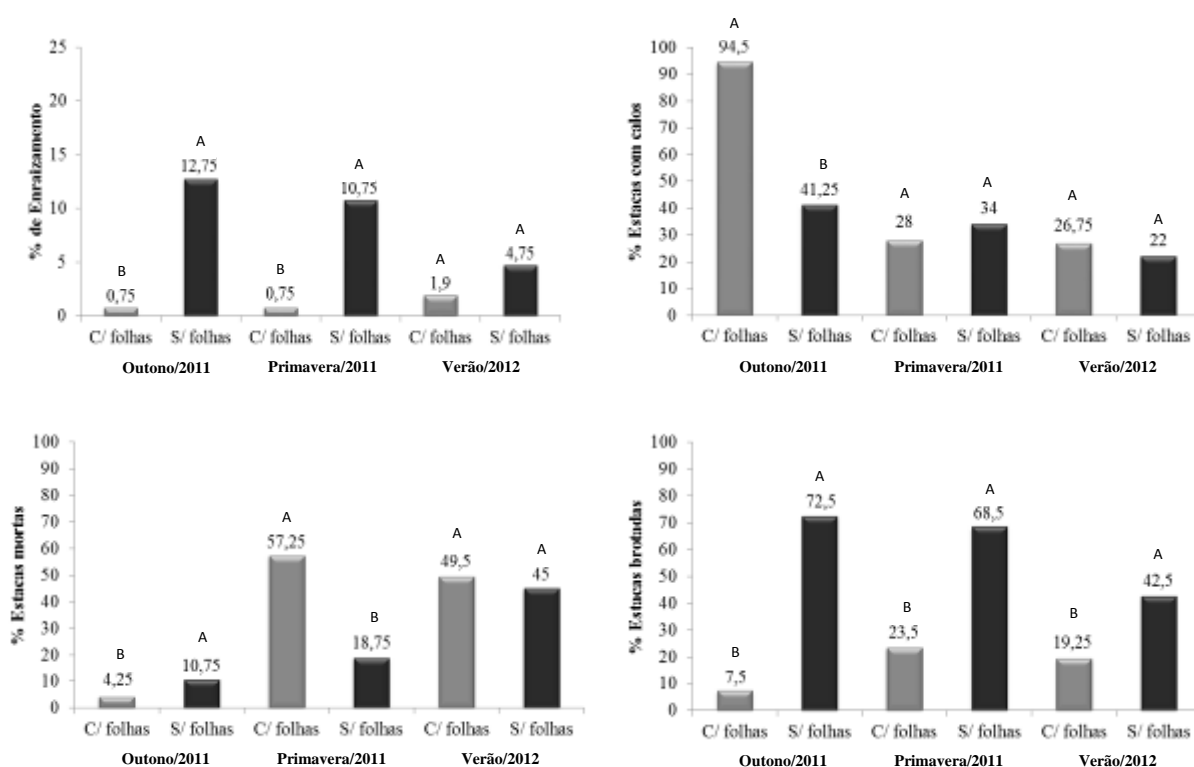 % de Enraizamento
25
20
15
10
5
0
B
0,75
A
12,75
B
0,75
A
10,75
A
1,9
A
4,75
C/ folhas S/ folhas C/ folhas S/ folhas C/ folhas S/ folhas
Outono/2011 Primavera/2011 Verão/2012
% Estacas com calos
100
90
80
70
60
50
40
30
20
10
0
A
94,5
B
41,25
A
28
A
34
A
26,75
A
22
C/ folhas S/ folhas C/ folhas S/ folhas C/ folhas S/ folhas
Outono/2011 Primavera/2011 Verão/2012
% Estacas mortas
100
90
80
70
60
50
40
30
20
10
0
B
4,25
A
10,75
A
57,25
B
18,75
A
49,5
A
45
C/ folhas S/ folhas C/ folhas S/ folhas C/ folhas S/ folhas
Outono/2011 Primavera/2011 Verão/2012
% Estacas brotadas
100
90
80
70
60
50
40
30
20
10
0
B
7,5
A
72,5
B
23,5
A
68,5
B
19,25
A
42,5
C/ folhas S/ folhas C/ folhas S/ folhas C/ folhas S/ folhas
Outono/2011 Primavera/2011 Verão/2012